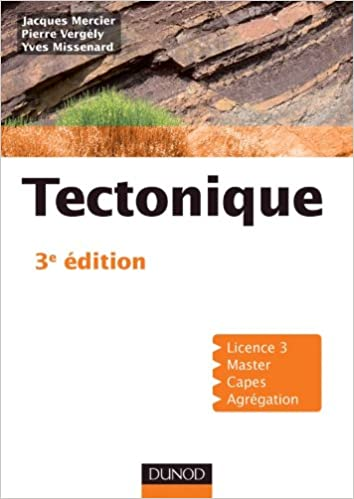 Jacques Mercier
Pierre Vergély
Yves Missenard
Tectonique
3e édition
Licence 3
Master
Capes
Agrégation
DUNOD